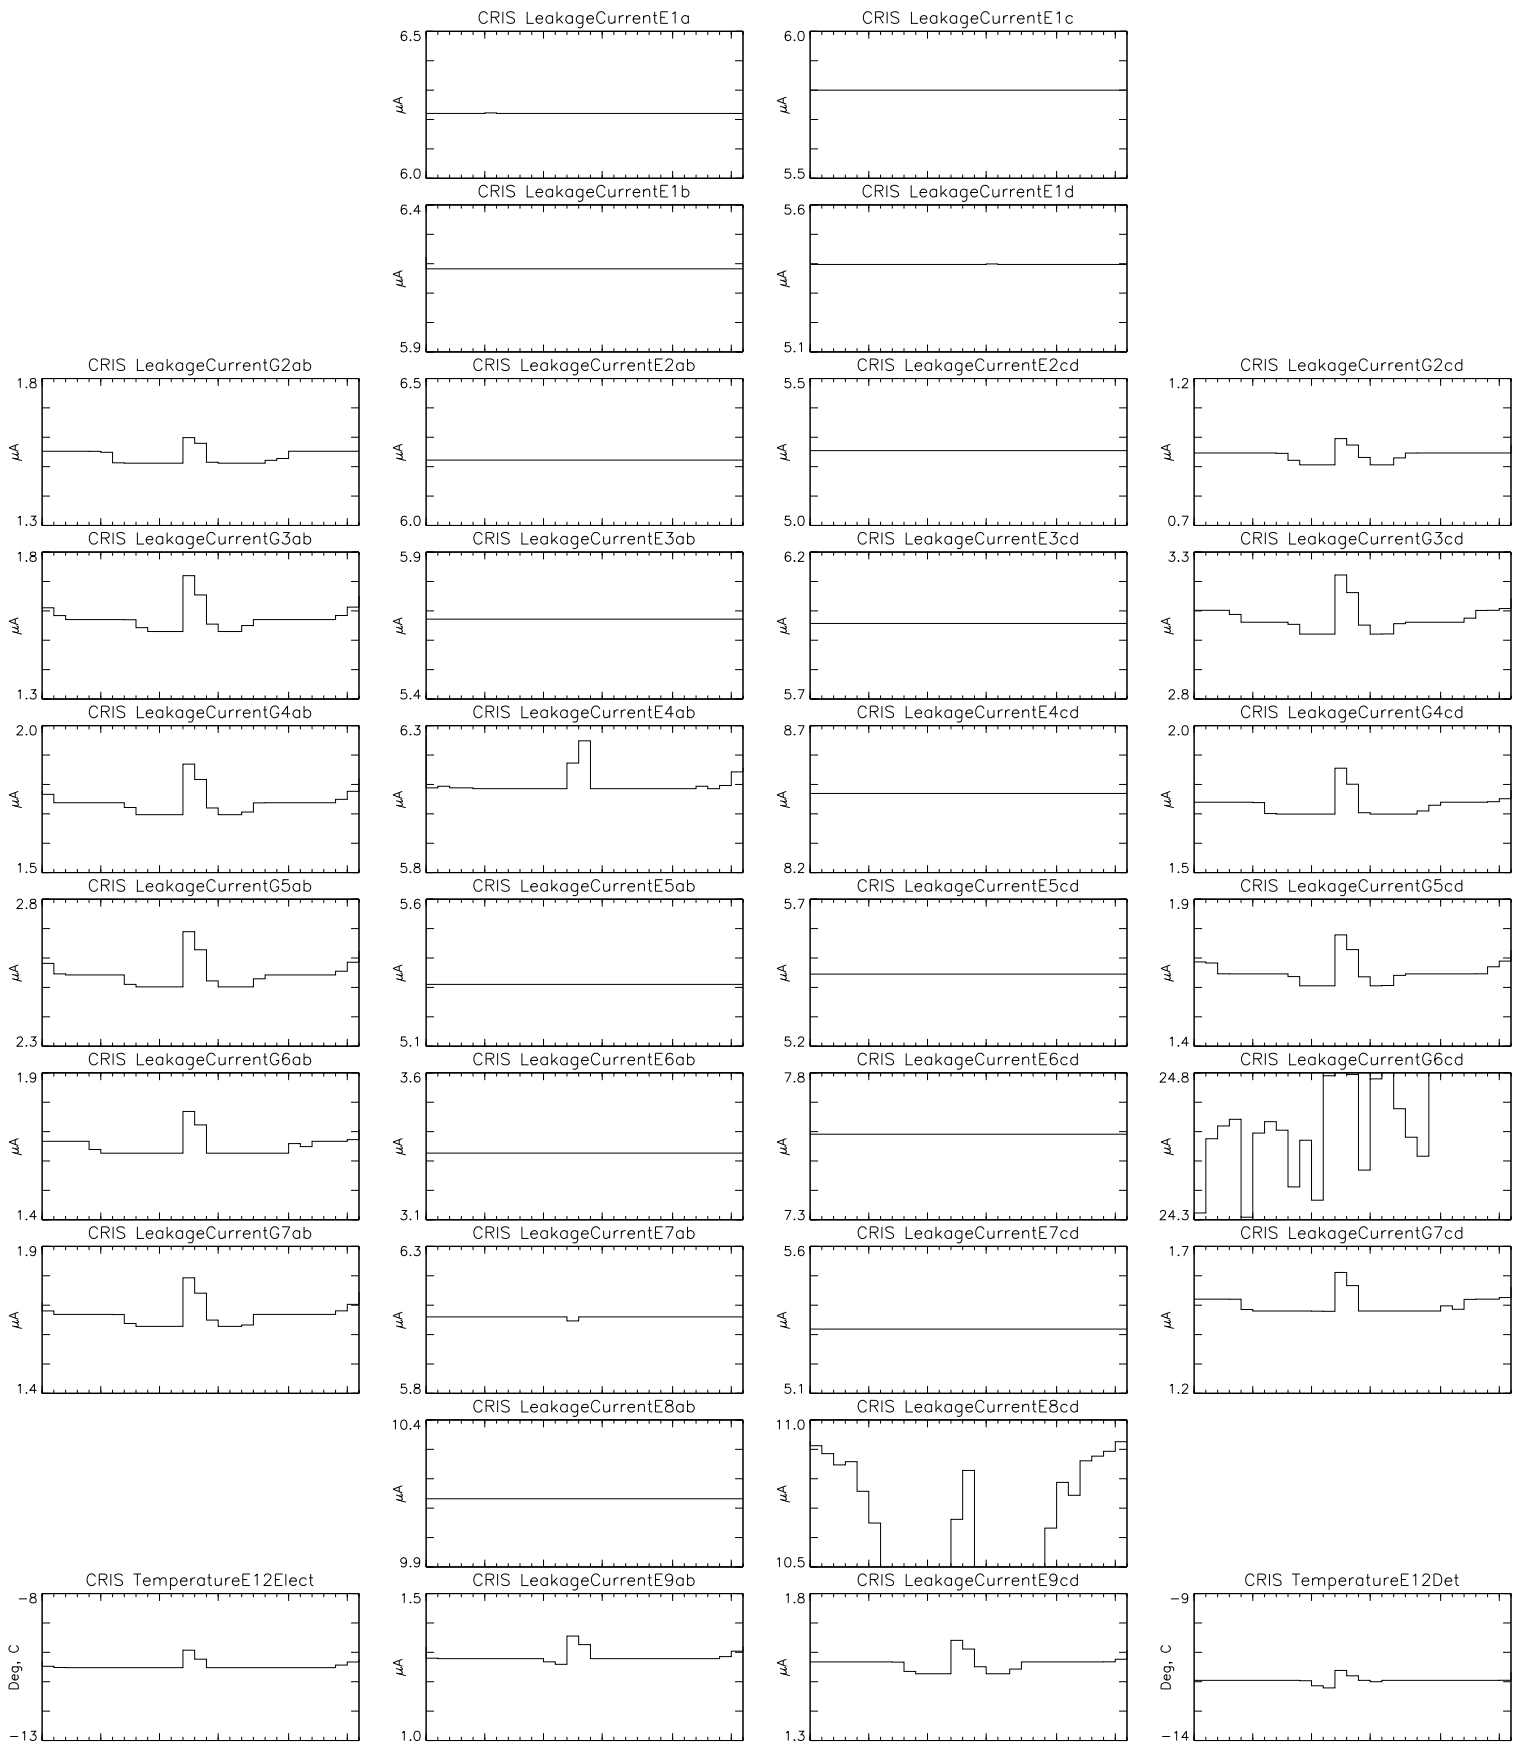 CRIS LeakageCurrentE1a CRIS LeakageCurrentE1c
6.5 6.0
μA μA
6.0 5.5
CRIS LeakageCurrentE1b CRIS LeakageCurrentE1d
6.4 5.6
μA μA
5.9 5.1
CRIS LeakageCurrentG2ab CRIS LeakageCurrentE2ab CRIS LeakageCurrentE2cd CRIS LeakageCurrentG2cd
1.8 6.5 5.5 1.2
μA μA μA μA
1.3 6.0 5.0 0.7
CRIS LeakageCurrentG3ab CRIS LeakageCurrentE3ab CRIS LeakageCurrentE3cd CRIS LeakageCurrentG3cd
1.8 5.9 6.2 3.3
μA μA μA μA
1.3 5.4 5.7 2.8
CRIS LeakageCurrentG4ab CRIS LeakageCurrentE4ab CRIS LeakageCurrentE4cd CRIS LeakageCurrentG4cd
2.0 6.3 8.7 2.0
μA μA μA μA
1.5 5.8 8.2 1.5
CRIS LeakageCurrentG5ab CRIS LeakageCurrentE5ab CRIS LeakageCurrentE5cd CRIS LeakageCurrentG5cd
2.8 5.6 5.7 1.9
μA μA μA μA
2.3 5.1 5.2 1.4
CRIS LeakageCurrentG6ab CRIS LeakageCurrentE6ab CRIS LeakageCurrentE6cd CRIS LeakageCurrentG6cd
1.9 3.6 7.8 24.8
μA μA μA μA
1.4 3.1 7.3 24.3
CRIS LeakageCurrentG7ab CRIS LeakageCurrentE7ab CRIS LeakageCurrentE7cd CRIS LeakageCurrentG7cd
1.9 6.3 5.6 1.7
μA μA μA μA
1.4 5.8 5.1 1.2
CRIS LeakageCurrentE8ab CRIS LeakageCurrentE8cd
10.4 11.0
μA μA
9.9 10.5
CRIS TemperatureE12Elect CRIS LeakageCurrentE9ab CRIS LeakageCurrentE9cd CRIS TemperatureE12Det
-8 1.5 1.8 -9
Deg, C μA μA Deg, C
-13 1.0 1.3 -14